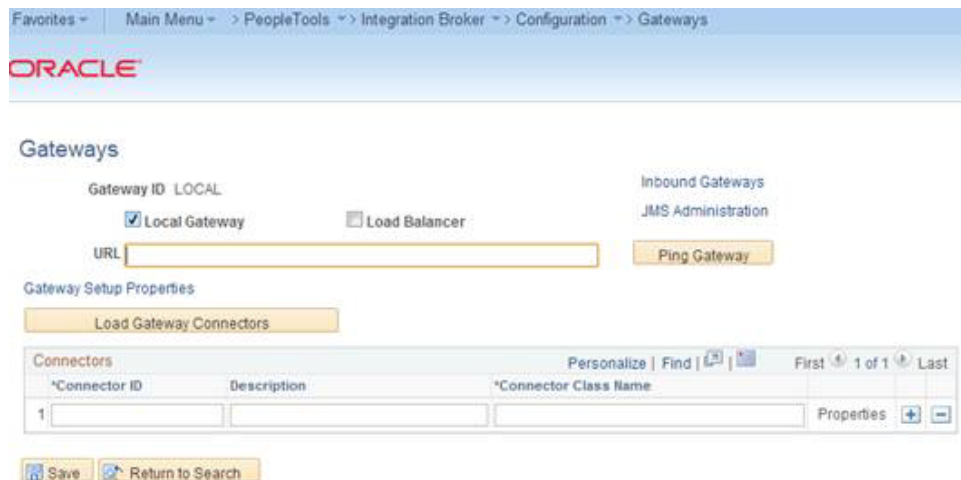 Favorites Main Menu > PeopleTools > Integration Broker > Configuration > Gateways
ORACLE
Gateways
Gateway ID LOCAL
Inbound Gateways
Local Gateway Load Balancer
JMS Administration
URL
Ping Gateway
Gateway Setup Properties
Load Gateway Connectors
Connectors Personalize | Find | | First 1 of 1 Last
*Connector ID Description *Connector Class Name
1 Properties
Save Return to Search